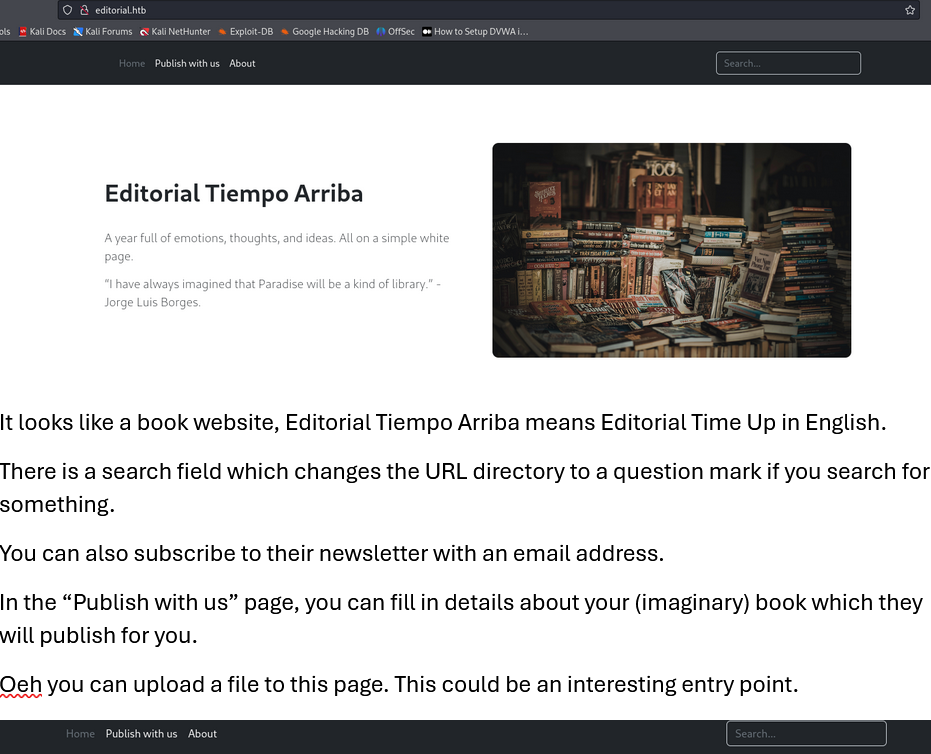 editorial.htb
ols Kali Docs Kali Forums Kali NetHunter Exploit-DB Google Hacking DB OffSec How to Setup DVWA i…
Home Publish with us About Search...
Editorial Tiempo Arriba
A year full of emotions, thoughts, and ideas. All on a simple white
page.
“I have always imagined that Paradise will be a kind of library.” -
Jorge Luis Borges.
It looks like a book website, Editorial Tiempo Arriba means Editorial Time Up in English.
There is a search field which changes the URL directory to a question mark if you search for
something.
You can also subscribe to their newsletter with an email address.
In the “Publish with us” page, you can fill in details about your (imaginary) book which they
will publish for you.
Oeh you can upload a file to this page. This could be an interesting entry point.
Home Publish with us About Search...